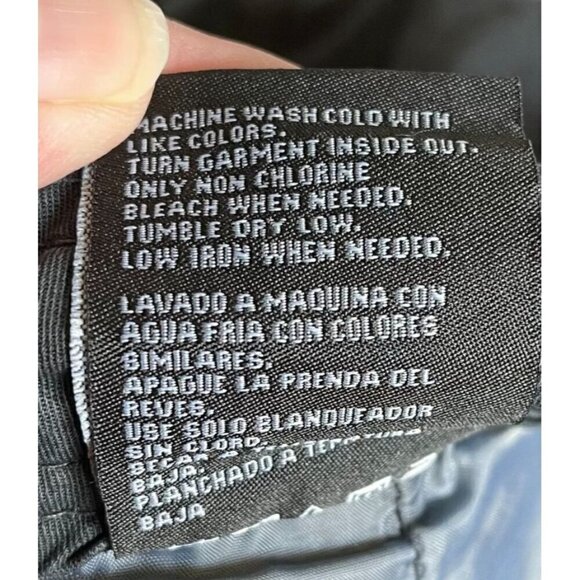 MACHINE WASH COLD WITH
LIKE COLORS.
TURN GARMENT INSIDE OUT.
ONLY NON CHLORINE
BLEACH WHEN NEEDED.
TUMBLE DRY LOW.
LOW IRON WHEN NEEDED.
LAVADO A MAQUINA CON
AGUA FRIA CON COLORES
SIMILARES.
APAGUE LA PRENDA DEL
REVES.
USE SOLO BLANQUEADOR
SIN CLORO.
BAJA.
PLANCHADO A
BAJA